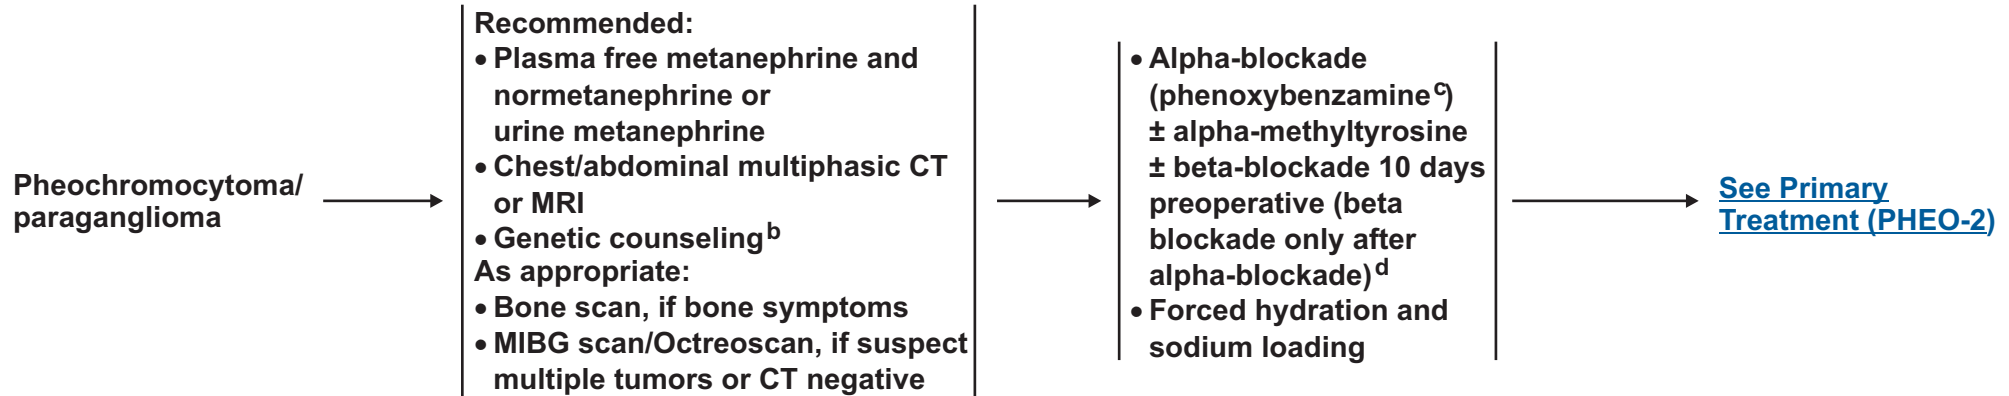 Pheochromocytoma/
paraganglioma
Recommended:
• Plasma free metanephrine and
normetanephrine or
urine metanephrine
• Chest/abdominal multiphasic CT
or MRI
• Genetic counselingᵇ
As appropriate:
• Bone scan, if bone symptoms
• MIBG scan/Octreoscan, if suspect
multiple tumors or CT negative
• Alpha-blockade
(phenoxybenzamineᶜ)
± alpha-methyltyrosine
± beta-blockade 10 days
preoperative (beta
blockade only after
alpha-blockade)ᵈ
• Forced hydration and
sodium loading
See Primary
Treatment (PHEO-2)